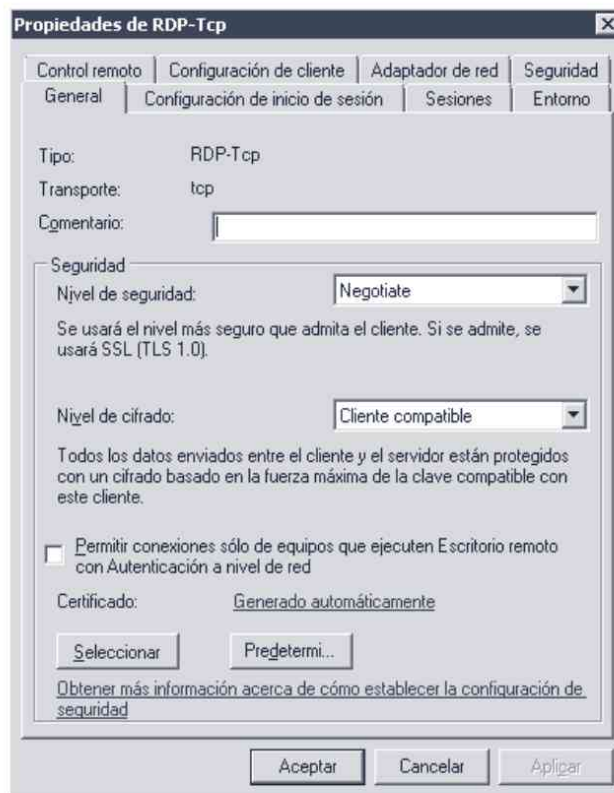 Propiedades de RDP-Tcp
Control remoto Configuración de cliente Adaptador de red Seguridad
General Configuración de inicio de sesión Sesiones Entorno
Tipo: RDP-Tcp
Transporte: tcp
Comentario:
Seguridad
Nivel de seguridad: Negotiate
Se usará el nivel más seguro que admita el cliente. Si se admite, se
usará SSL (TLS 1.0).
Nivel de cifrado: Cliente compatible
Todos los datos enviados entre el cliente y el servidor están protegidos
con un cifrado basado en la fuerza máxima de la clave compatible con
este cliente.
Permitir conexiones sólo de equipos que ejecuten Escritorio remoto
con Autenticación a nivel de red
Certificado: Generado automáticamente
Seleccionar Predetermi...
Obtener más información acerca de cómo establecer la configuración de
seguridad
Aceptar Cancelar Aplicar